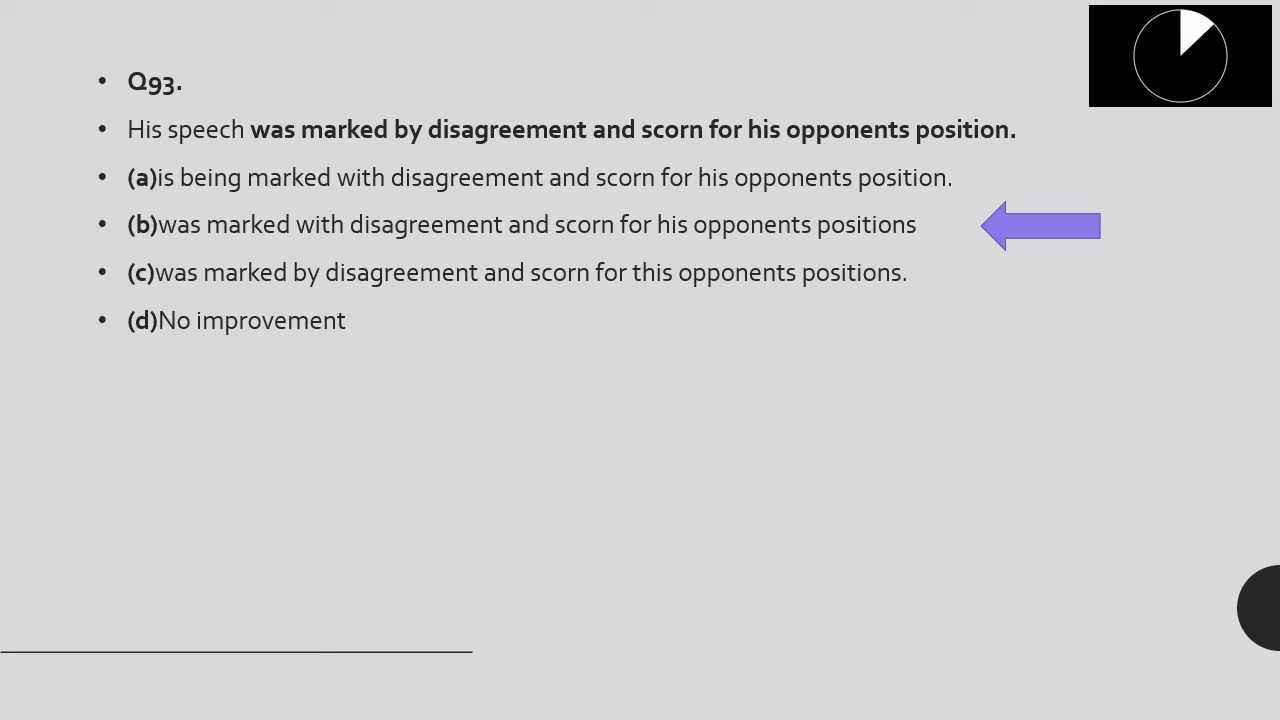 • Q93.
• His speech was marked by disagreement and scorn for his opponents position.
• (a)is being marked with disagreement and scorn for his opponents position.
• (b)was marked with disagreement and scorn for his opponents positions
• (c)was marked by disagreement and scorn for this opponents positions.
• (d)No improvement